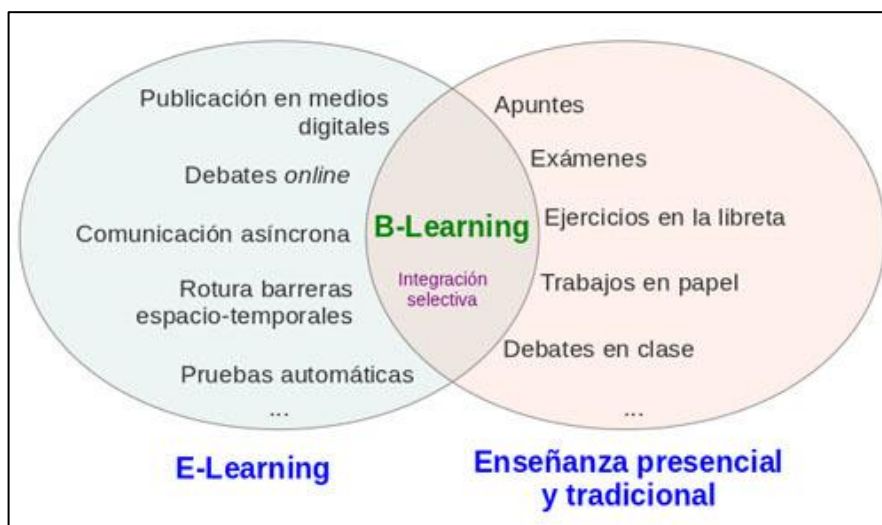 Publicación en medios
digitales
Debates online
Comunicación asíncrona
Rotura barreras
espacio-temporales
Pruebas automáticas
...
B-Learning
Integración
selectiva
Apuntes
Exámenes
Ejercicios en la libreta
Trabajos en papel
Debates en clase
...
E-Learning
Enseñanza presencial
y tradicional